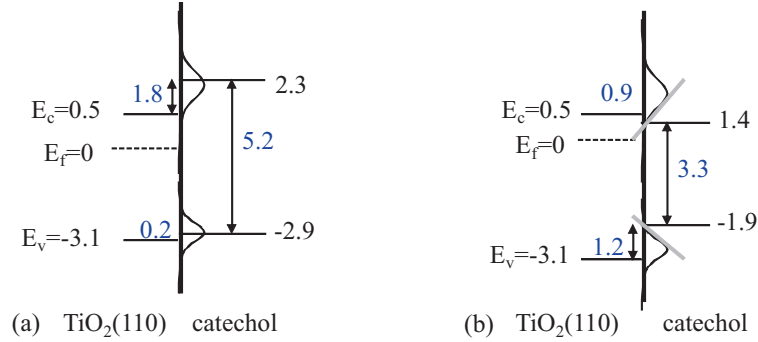 1.8
2.3
E_c=0.5
5.2
E_f=0
0.2
-2.9
E_v=-3.1
(a) TiO₂(110) catechol
0.9
E_c=0.5
1.4
E_f=0
3.3
-1.9
1.2
E_v=-3.1
(b) TiO₂(110) catechol